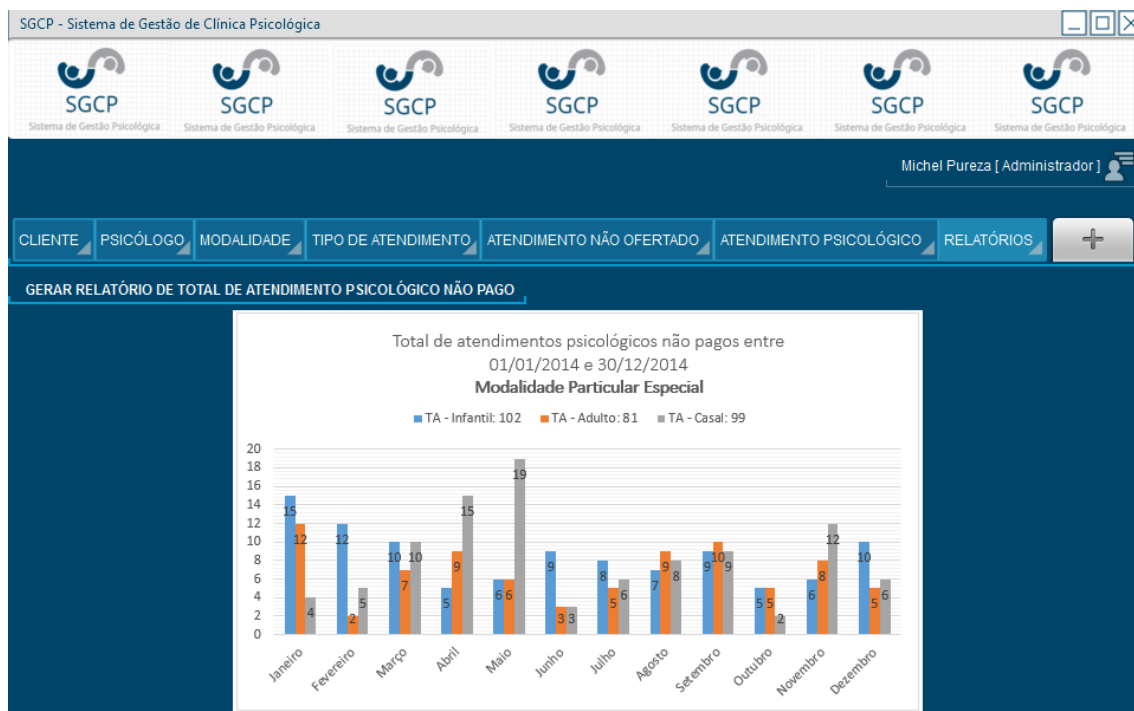 SGCP - Sistema de Gestão de Clínica Psicológica
SGCP SGCP SGCP SGCP SGCP SGCP SGCP
Sistema de Gestão Psicológica Sistema de Gestão Psicológica Sistema de Gestão Psicológica Sistema de Gestão Psicológica Sistema de Gestão Psicológica Sistema de Gestão Psicológica Sistema de Gestão Psicológica
Michel Pureza [ Administrador ]
CLIENTE PSICÓLOGO MODALIDADE TIPO DE ATENDIMENTO ATENDIMENTO NÃO OFERTADO ATENDIMENTO PSICOLÓGICO RELATÓRIOS
GERAR RELATÓRIO DE TOTAL DE ATENDIMENTO PSICOLÓGICO NÃO PAGO
Total de atendimentos psicológicos não pagos entre
01/01/2014 e 30/12/2014
Modalidade Particular Especial
TA - Infantil: 102 TA - Adulto: 81 TA - Casal: 99
20
18
16
14
12
10
8
6
4
2
0
15 12 4
12 2 5
10 7 10
5 9 15
6 6 19
9 3 3
8 5 6
7 9 8
9 10 9
5 5 2
6 8 12
10 5 6
Janeiro Fevereiro Março Abril Maio Junho Julho Agosto Setembro Outubro Novembro Dezembro